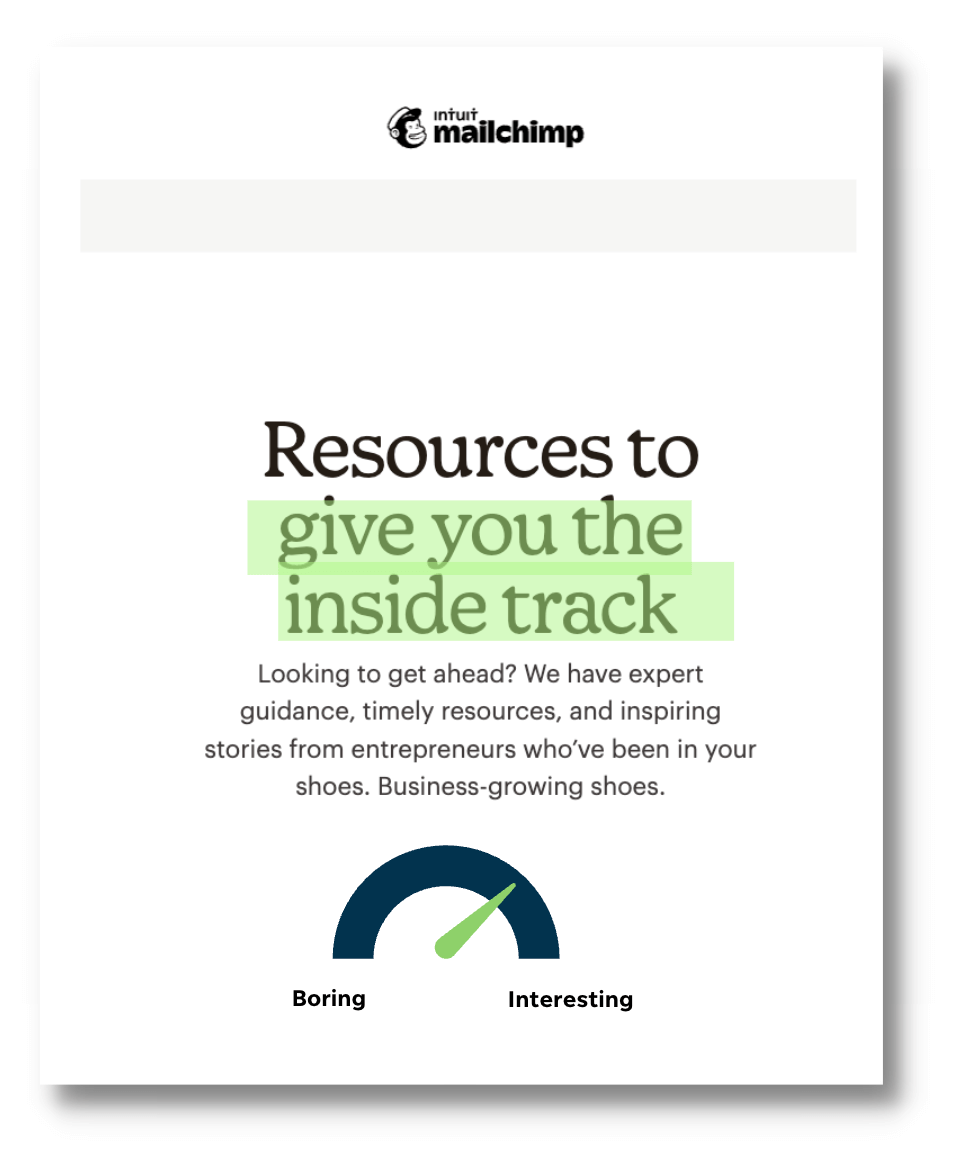 intuit
mailchimp
Resources to
give you the
inside track
Looking to get ahead? We have expert
guidance, timely resources, and inspiring
stories from entrepreneurs who’ve been in your
shoes. Business-growing shoes.
Boring
Interesting